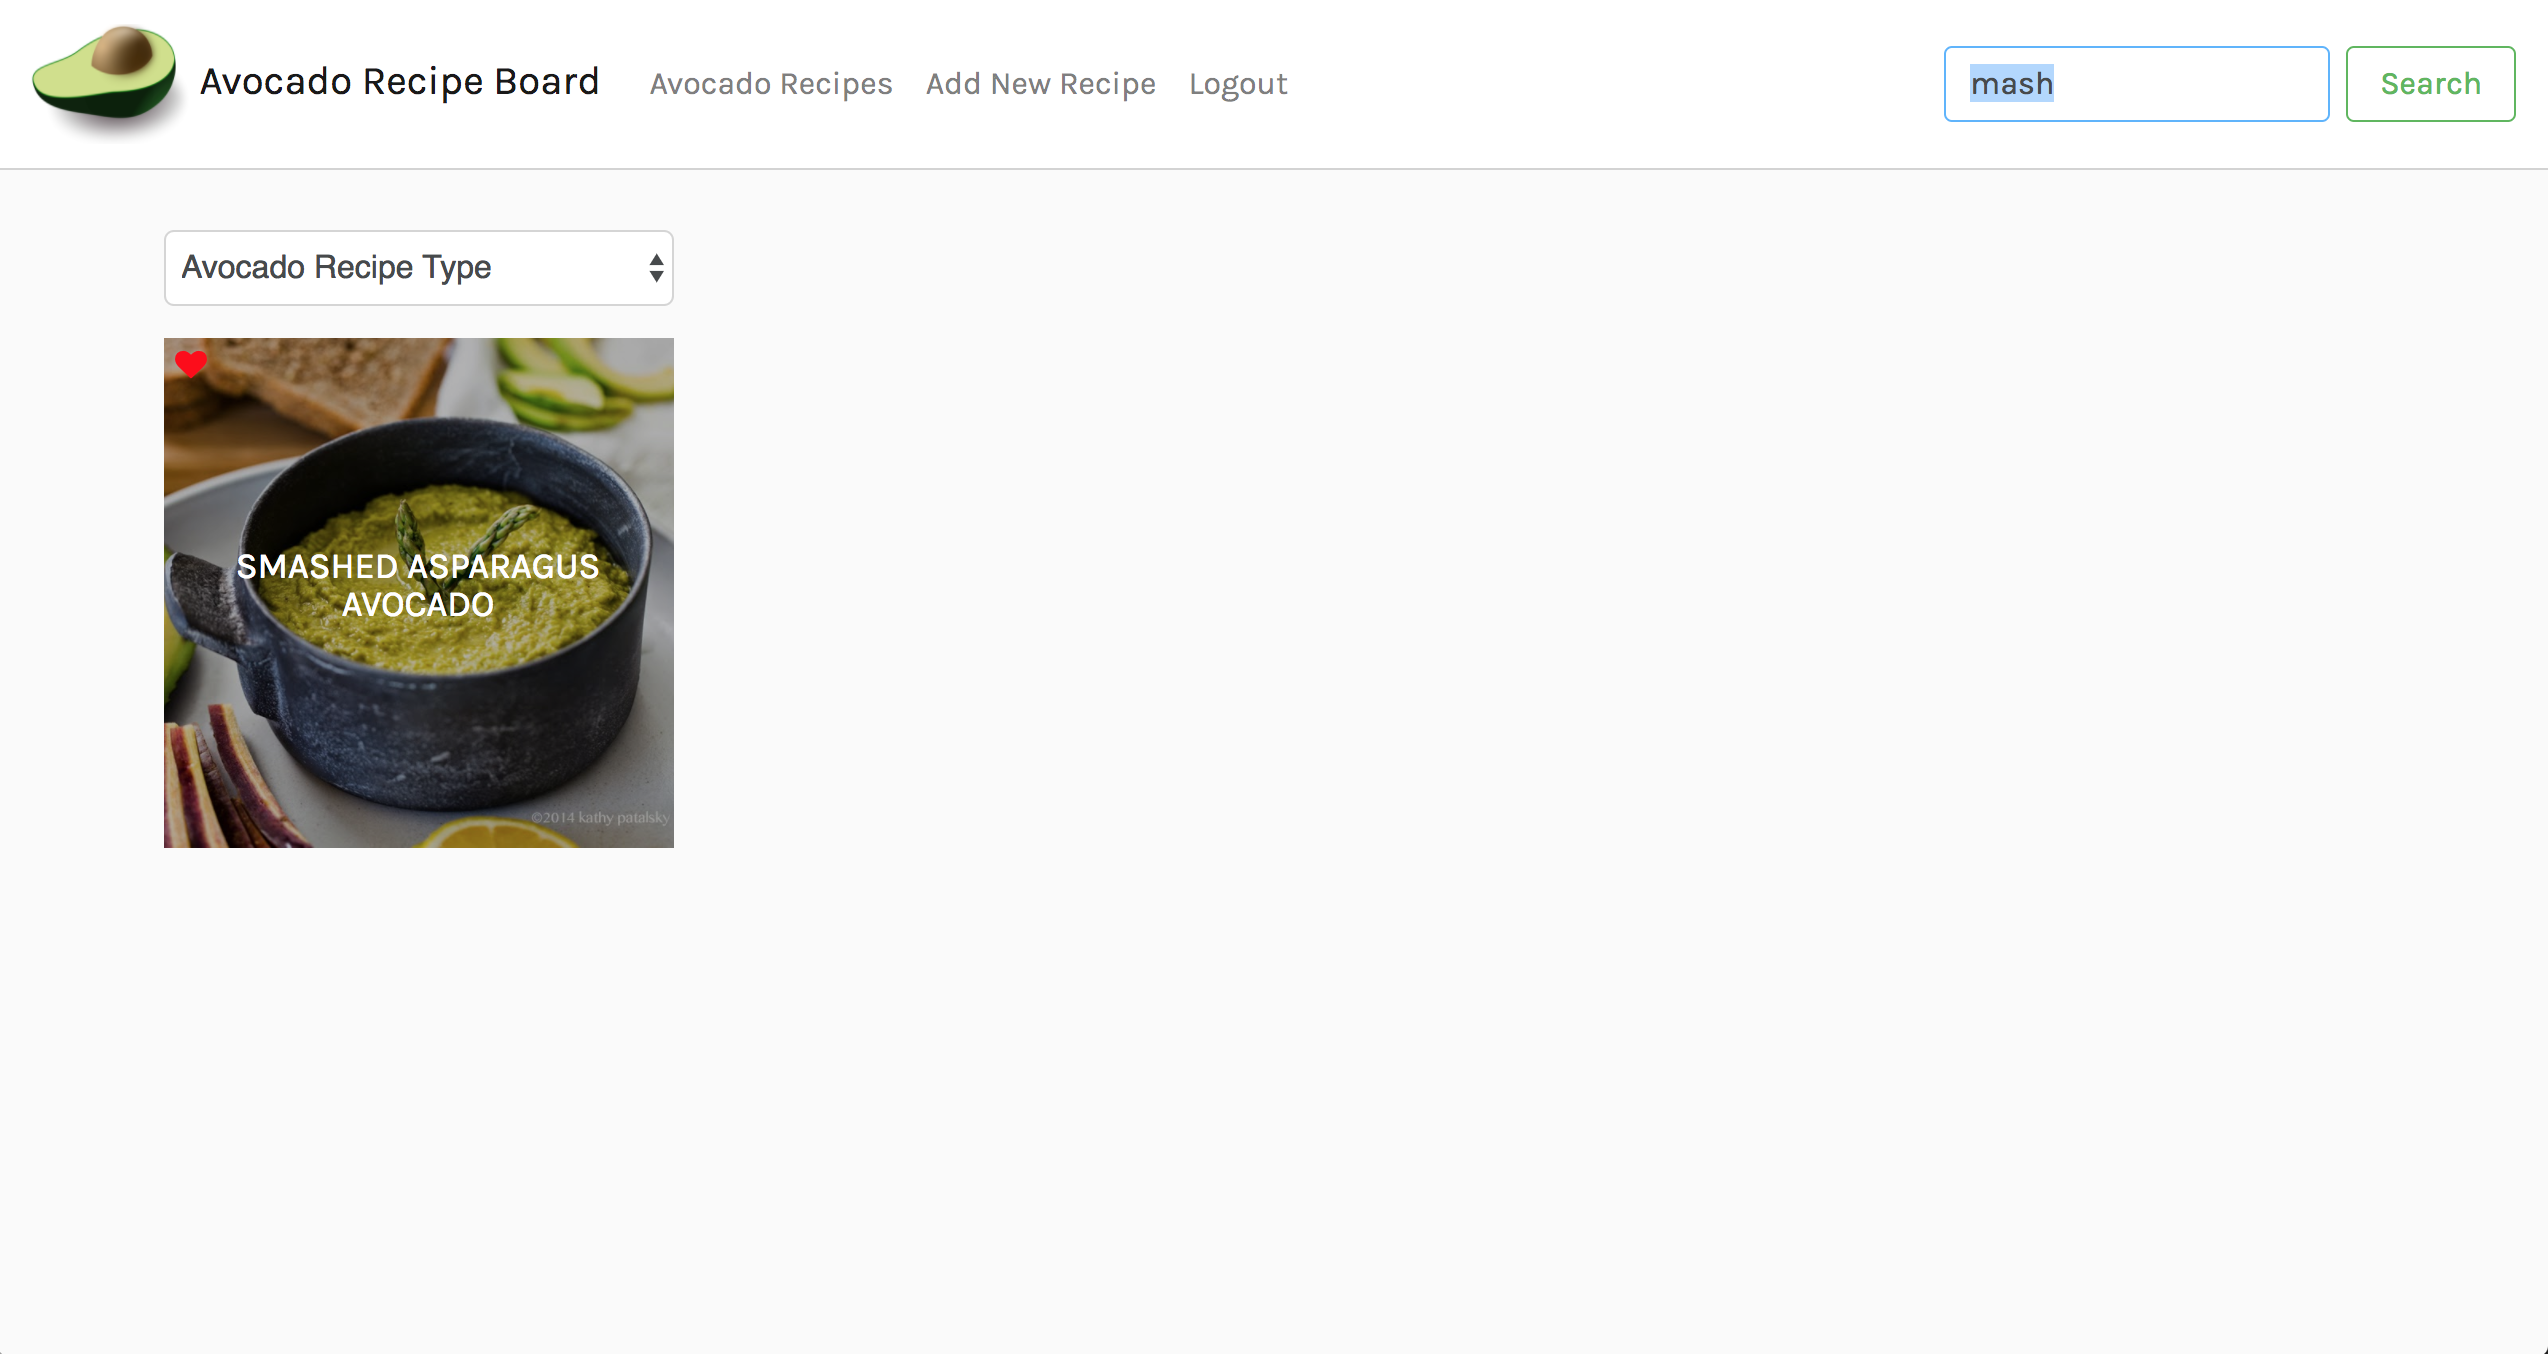 Avocado Recipe Board
Avocado Recipes
Add New Recipe
Logout
mash
Search
Avocado Recipe Type
SMASHED ASPARAGUS
AVOCADO
©2014 kathy patalsky